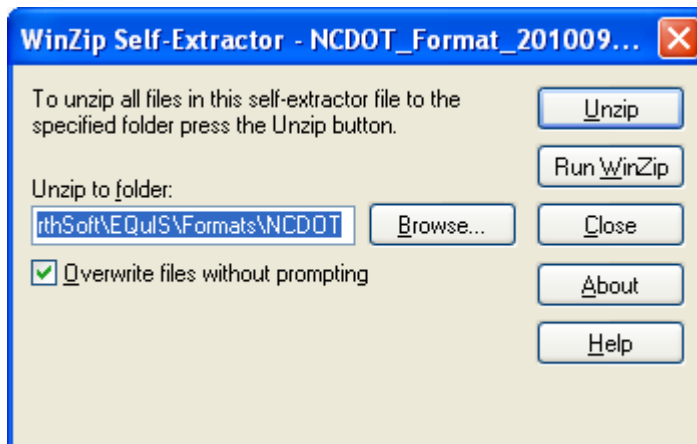 WinZip Self-Extractor - NCDOT_Format_201009...
To unzip all files in this self-extractor file to the
specified folder press the Unzip button.
Unzip to folder:
rthSoft\EQuIS\Formats\NCDOT
Browse...
Overwrite files without prompting
Unzip
Run WinZip
Close
About
Help